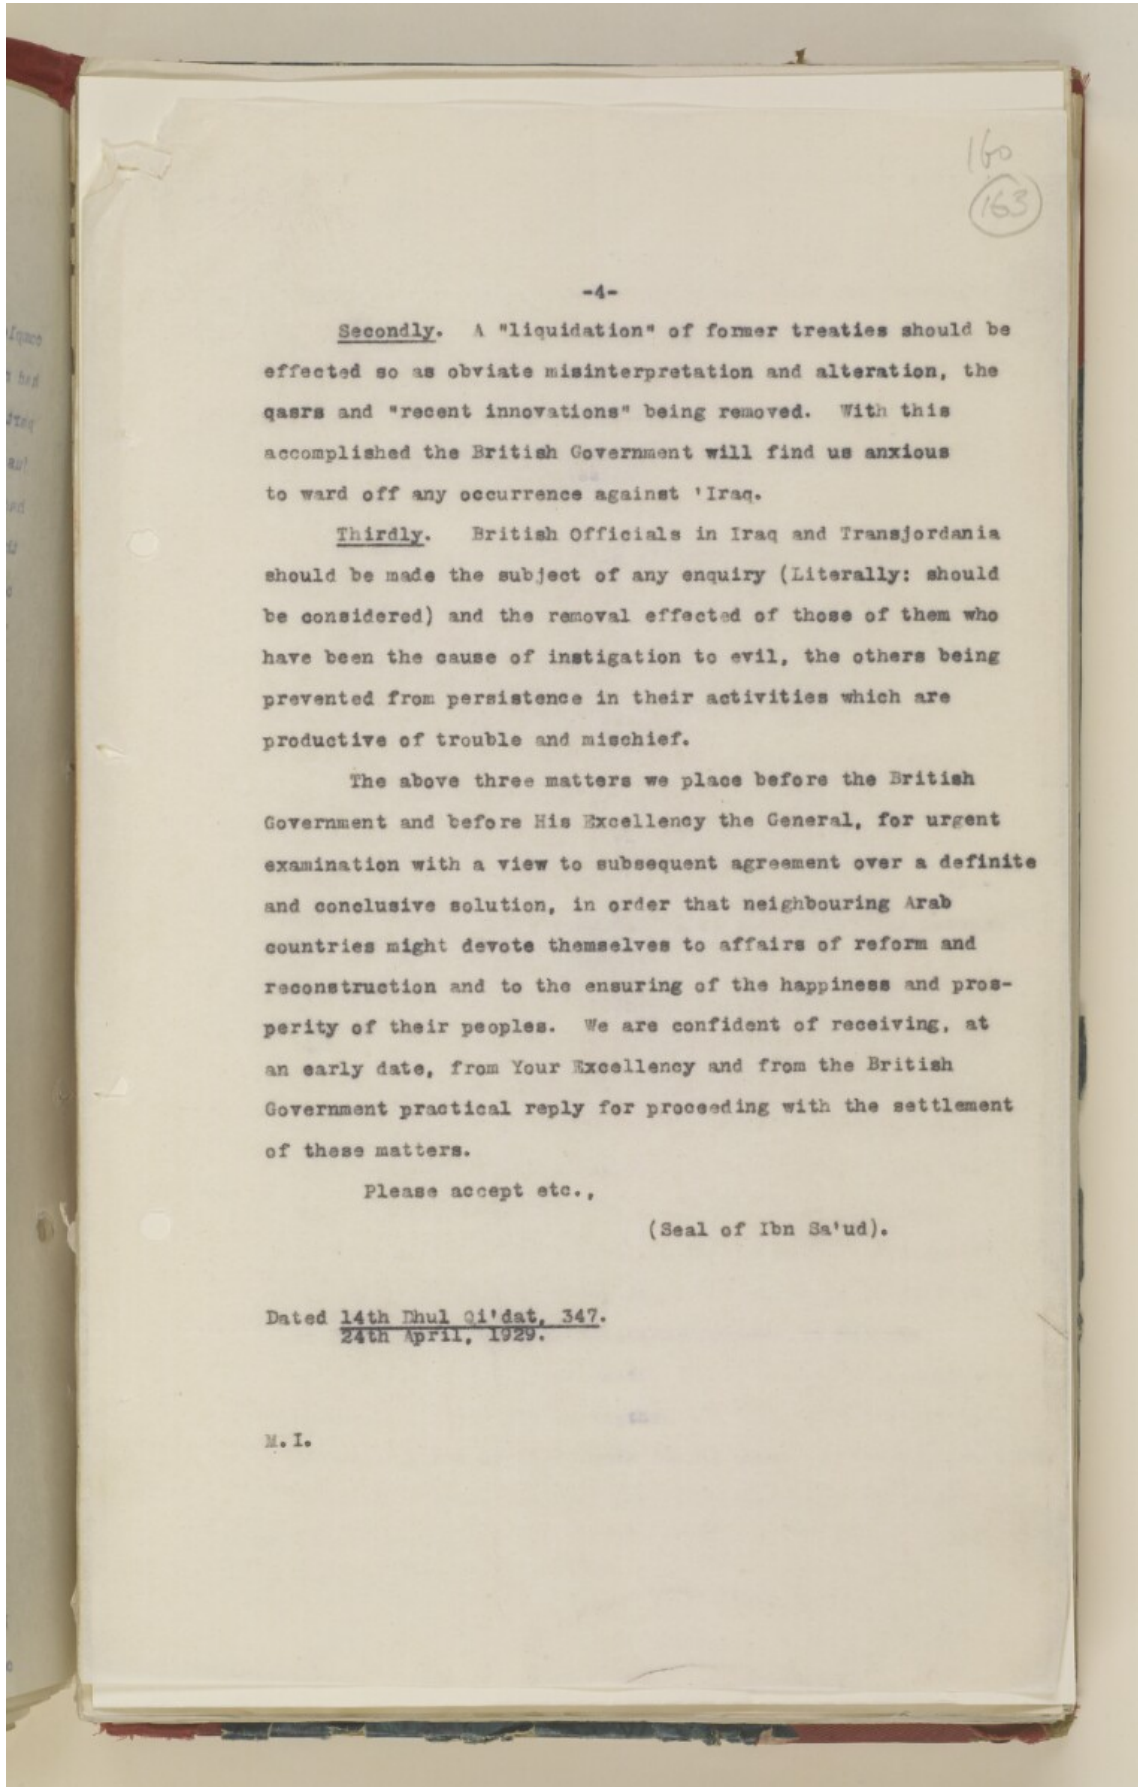 160
163
-4-
Secondly. A "liquidation" of former treaties should be
effected so as obviate misinterpretation and alteration, the
qasrs and "recent innovations" being removed. With this
accomplished the British Government will find us anxious
to ward off any occurrence against 'Iraq.
Thirdly. British Officials in Iraq and Transjordania
should be made the subject of any enquiry (Literally: should
be considered) and the removal effected of those of them who
have been the cause of instigation to evil, the others being
prevented from persistence in their activities which are
productive of trouble and mischief.
The above three matters we place before the British
Government and before His Excellency the General, for urgent
examination with a view to subsequent agreement over a definite
and conclusive solution, in order that neighbouring Arab
countries might devote themselves to affairs of reform and
reconstruction and to the ensuring of the happiness and pros-
perity of their peoples. We are confident of receiving, at
an early date, from Your Excellency and from the British
Government practical reply for proceeding with the settlement
of these matters.
Please accept etc.,
(Seal of Ibn Sa'ud).
Dated 14th Dhul Qi'dat, 347.
24th April, 1929.
M.I.